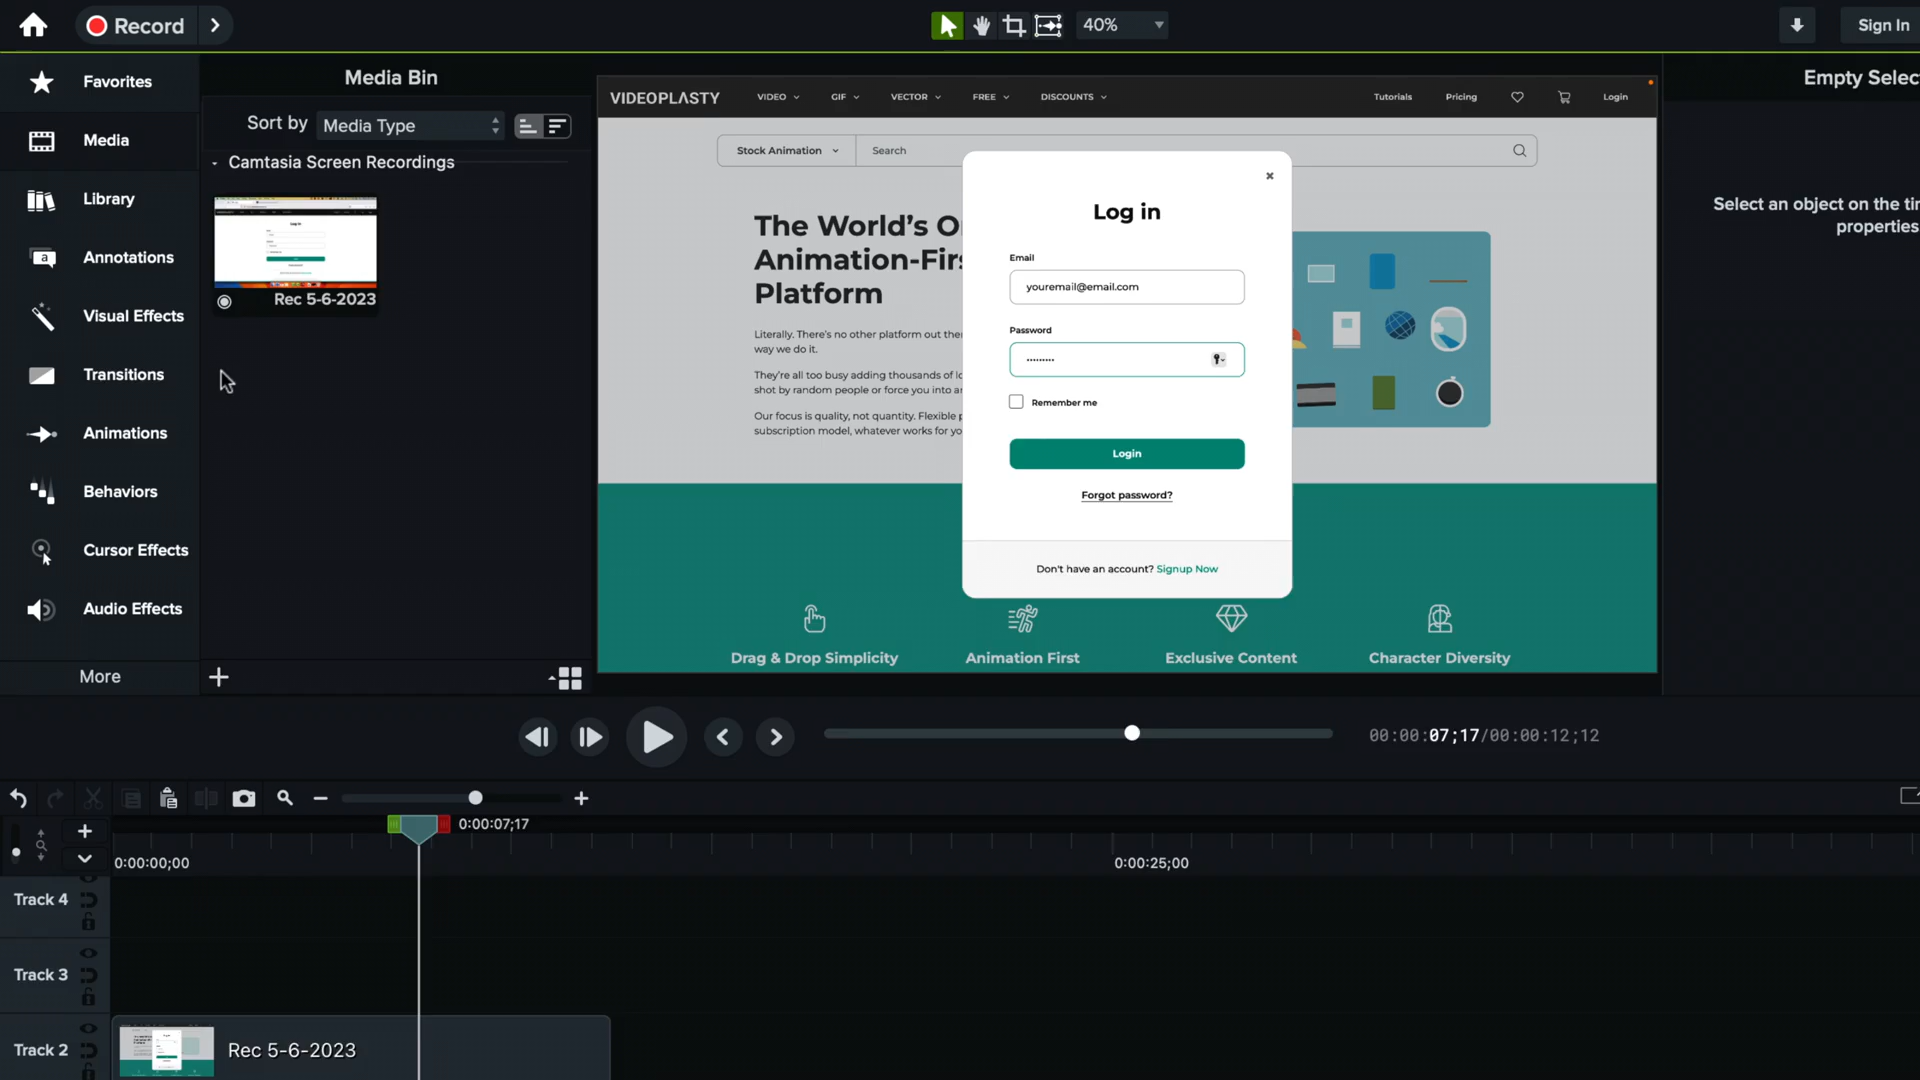 Record
40%
Sign In
Favorites
Media
Library
Annotations
Visual Effects
Transitions
Animations
Behaviors
Cursor Effects
Audio Effects
More
Media Bin
Sort by
Media Type
Camtasia Screen Recordings
Rec 5-6-2023
VIDEOPLASTY
VIDEO
GIF
VECTOR
FREE
DISCOUNTS
Tutorials
Pricing
Login
Stock Animation
Search
The World's O
Animation-Fir
Platform
Literally. There's no other platform out the
way we do it.
They're all too busy adding thousands of
shot by random people or force you into
Our focus is quality, not quantity. Flexible
subscription model, whatever works for
Log in
Email
youremail@email.com
Password
Remember me
Login
Forgot password?
Don't have an account? Signup Now
Drag & Drop Simplicity
Animation First
Exclusive Content
Character Diversity
Empty Select
Select an object on the tin
properties
00:00:07;17/00:00:12;12
0:00:07;17
0:00:00;00
0:00:25;00
Track 4
Track 3
Track 2
Rec 5-6-2023